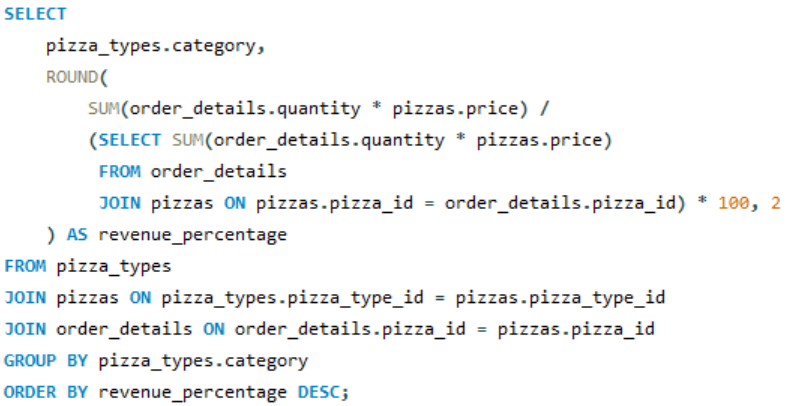 SELECT
    pizza_types.category,
    ROUND(
        SUM(order_details.quantity * pizzas.price) /
        (SELECT SUM(order_details.quantity * pizzas.price)
         FROM order_details
         JOIN pizzas ON pizzas.pizza_id = order_details.pizza_id) * 100, 2
    ) AS revenue_percentage
FROM pizza_types
JOIN pizzas ON pizza_types.pizza_type_id = pizzas.pizza_type_id
JOIN order_details ON order_details.pizza_id = pizzas.pizza_id
GROUP BY pizza_types.category
ORDER BY revenue_percentage DESC;